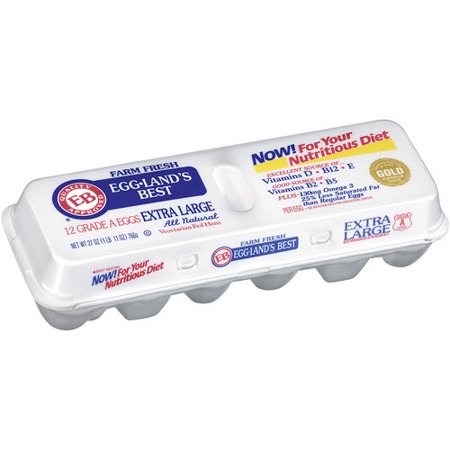 FARM FRESH
EGG·LAND'S
BEST
QUALITY
EB
12 GRADE A EGGS EXTRA LARGE
All Natural
Vegetarian Fed Hens
NET WT 27 OZ (1 LB 11 OZ) 766g
NOW! For Your
Nutritious Diet
EXCELLENT SOURCE OF...
Vitamins D · B12 · E
GOOD SOURCE OF
Vitamins B2 · B5
PLUS-130mg Omega 3
25% Less Saturated Fat
than Regular Eggs
PER EGG
GOLD
EXTRA
LARGE
A
NOW! For Your
Nutritious Diet
FARM FRESH
EB EGG·LAND'S BEST